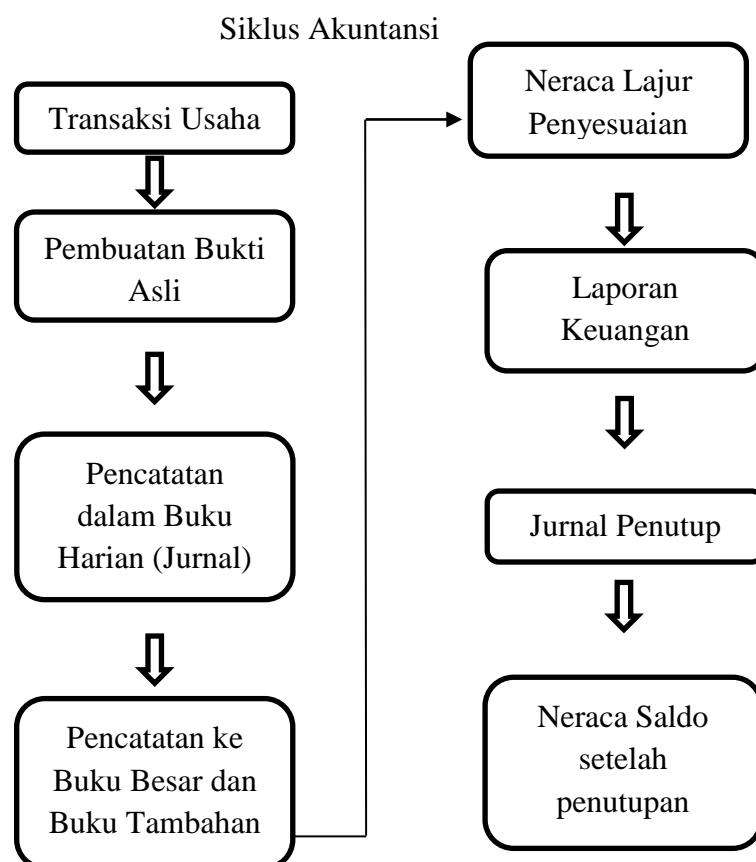 Siklus Akuntansi
Transaksi Usaha
Pembuatan Bukti
Asli
Pencatatan
dalam Buku
Harian (Jurnal)
Pencatatan ke
Buku Besar dan
Buku Tambahan
Neraca Lajur
Penyesuaian
Laporan
Keuangan
Jurnal Penutup
Neraca Saldo
setelah
penutupan